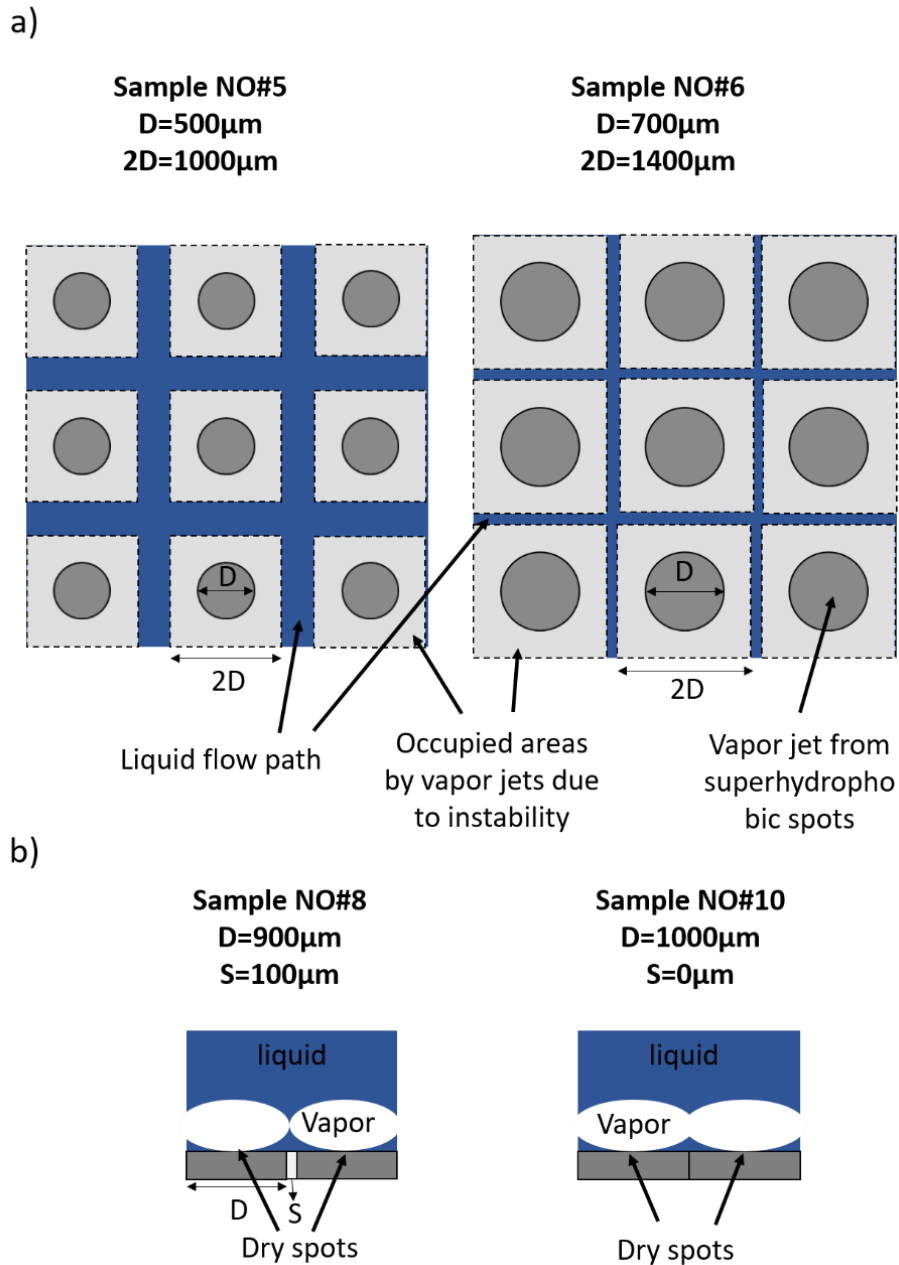 a)
Sample NO#5
D=500µm
2D=1000µm
Sample NO#6
D=700µm
2D=1400µm
D
D
2D
2D
Liquid flow path
Occupied areas
by vapor jets due
to instability
Vapor jet from
superhydropho
bic spots
b)
Sample NO#8
D=900µm
S=100µm
Sample NO#10
D=1000µm
S=0µm
liquid
Vapor
D
S
Dry spots
liquid
Vapor
Dry spots